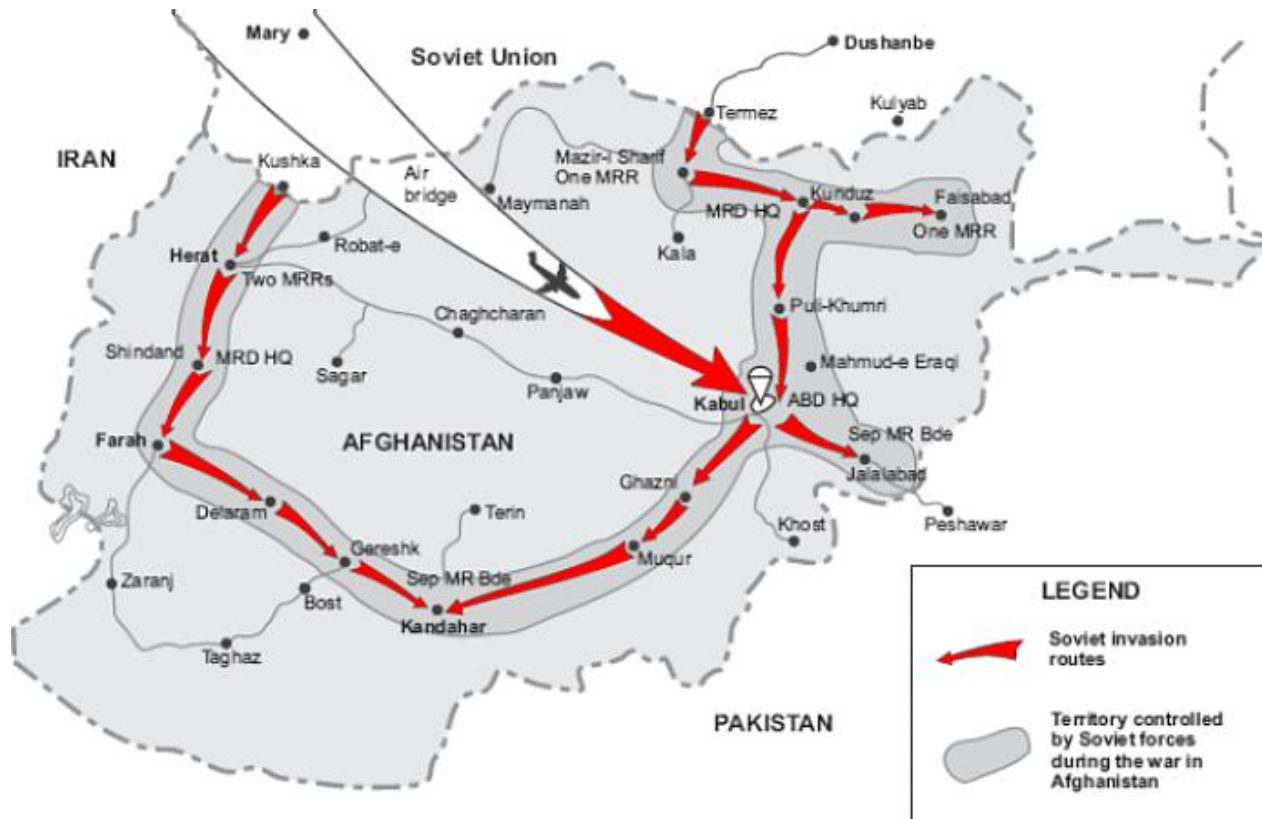 Mary
Soviet Union
Dushanbe
Termez
Kulyab
IRAN
Kushka
Air
bridge
Mazir-i Sharif
One MRR
Maymanah
MRD HQ
Kunduz
Faisabad
One MRR
Robat-e
Kala
Herat
Two MRRs
Chaghcharan
Puli-Khumri
Shindand
MRD HQ
Sagar
Panjaw
Mahmud-e Eraqi
Kabul
ABD HQ
Farah
AFGHANISTAN
Sep MR Bde
Jalalabad
Ghazni
Delaram
Terin
Khost
Peshawar
Gereshk
Muqur
Zaranj
Bost
Sep MR Bde
Kandahar
Taghaz
PAKISTAN
LEGEND
Soviet invasion
routes
Territory controlled
by Soviet forces
during the war in
Afghanistan